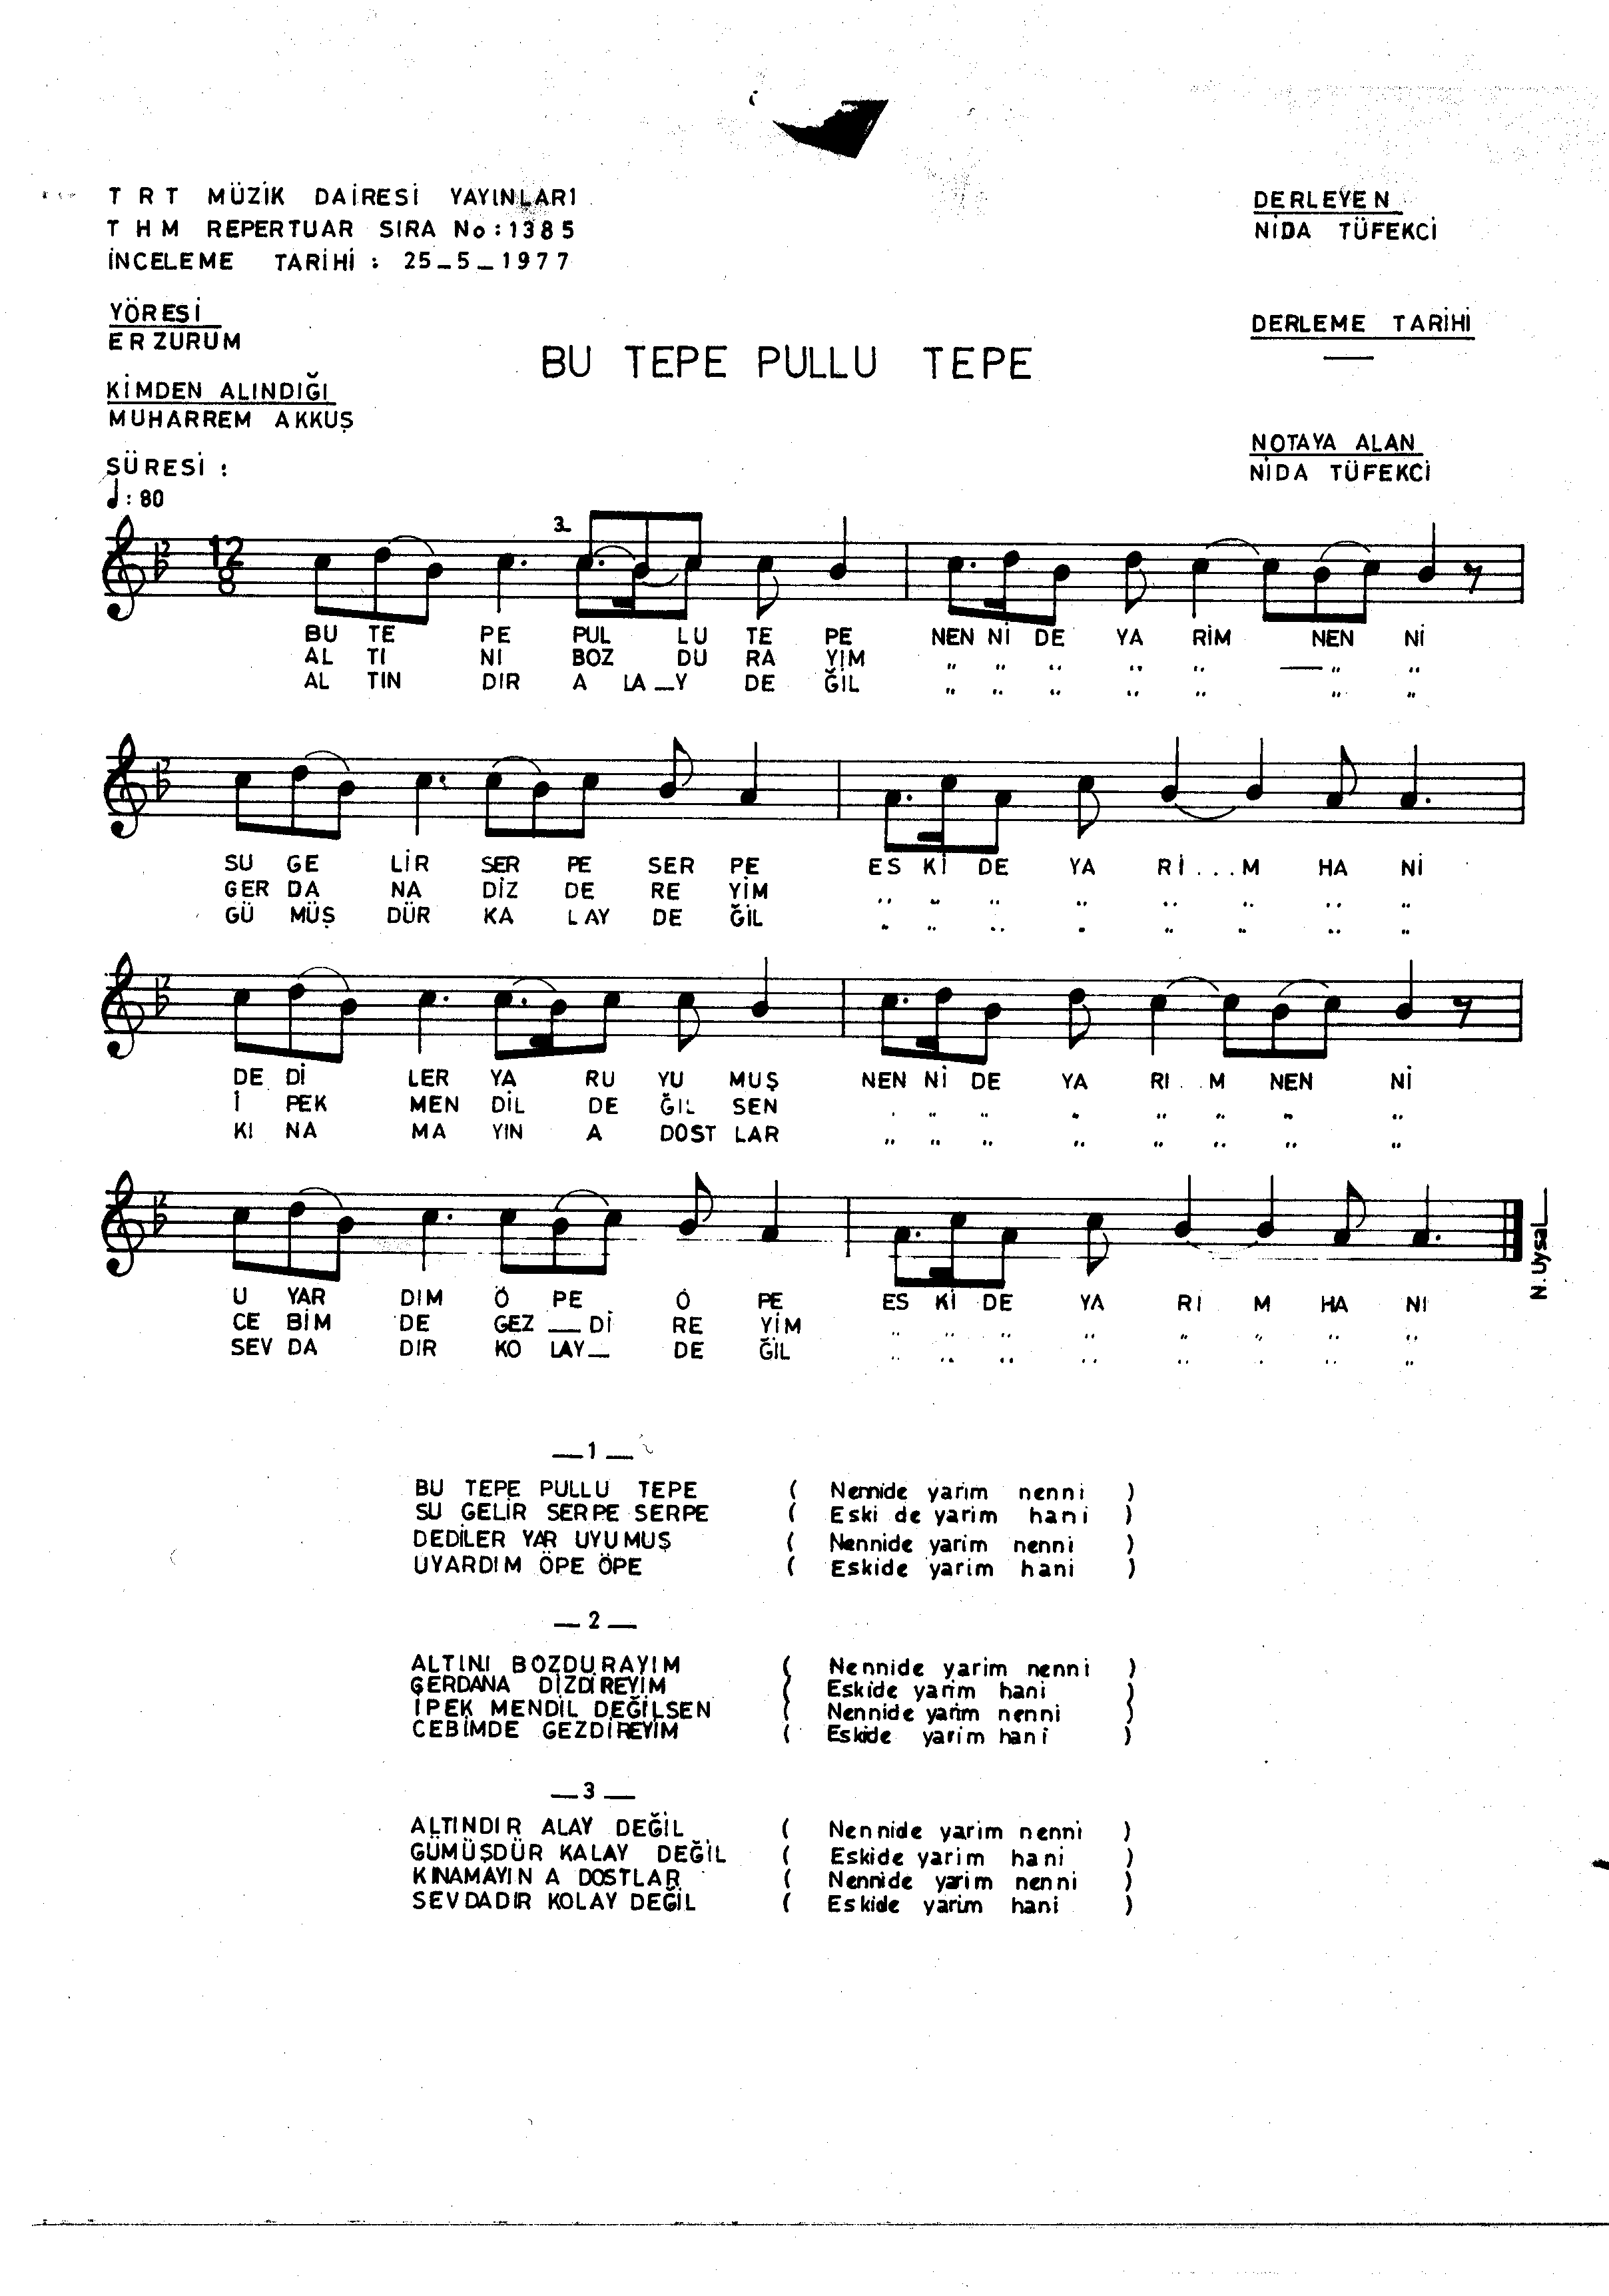 T R T MÜZİK DAİRESİ YAYINLARI
T H M REPERTUAR SIRA No: 1385
İNCELEME TARİHİ : 25_5_1977
DERLEYEN
NİDA TÜFEKCİ
YÖRESİ
ERZURUM
DERLEME TARİHİ
BU TEPE PULLU TEPE
KİMDEN ALINDIĞI
MUHARREM AKKUŞ
NOTAYA ALAN
NİDA TÜFEKCİ
SÜRESİ :
♩: 80
3.
12
8
BU TE PE PUL LU TE PE NEN Nİ DE YA RİM NEN Nİ
AL TI NI BOZ DU RA YIM " " " " " — " "
AL TIN DIR A LA_Y DE ĞİL " " " " " " "
SU GE LİR SER PE SER PE ES Kİ DE YA Rİ...M HA Nİ
GER DA NA DİZ DE RE YİM " " " " " " " "
GÜ MÜŞ DÜR KA LAY DE ĞİL " " " " " " " "
DE Dİ LER YA RU YU MUŞ NEN Nİ DE YA RI..M NEN Nİ
İ PEK MEN DİL DE ĞİL SEN " " " " " " " "
KI NA MA YIN A DOST LAR " " " " " " " "
U YAR DIM Ö PE Ö PE ES Kİ DE YA RI M HA NI
CE BİM DE GEZ — Dİ RE YİM " " " " " " " "
SEV DA DIR KO LAY— DE ĞİL " " " " " " " "
N. Uysal
— 1 —
BU TEPE PULLU TEPE ( Nennide yarim nenni )
SU GELİR SERPE SERPE ( Eski de yarim hani )
DEDİLER YAR UYUMUŞ ( Nennide yarim nenni )
UYARDIM ÖPE ÖPE ( Eskide yarim hani )
— 2 —
ALTINI BOZDURAYIM ( Nennide yarim nenni )
GERDANA DİZDİREYİM ( Eskide yarim hani )
İPEK MENDİL DEĞİLSEN ( Nennide yarim nenni )
CEBİMDE GEZDİREYİM ( Eskide yarim hani )
— 3 —
ALTINDIR ALAY DEĞİL ( Nennide yarim nenni )
GÜMÜŞDÜR KALAY DEĞİL ( Eskide yarim hani )
KINAMAYIN A DOSTLAR ( Nennide yarim nenni )
SEVDADIR KOLAY DEĞİL ( Eskide yarim hani )